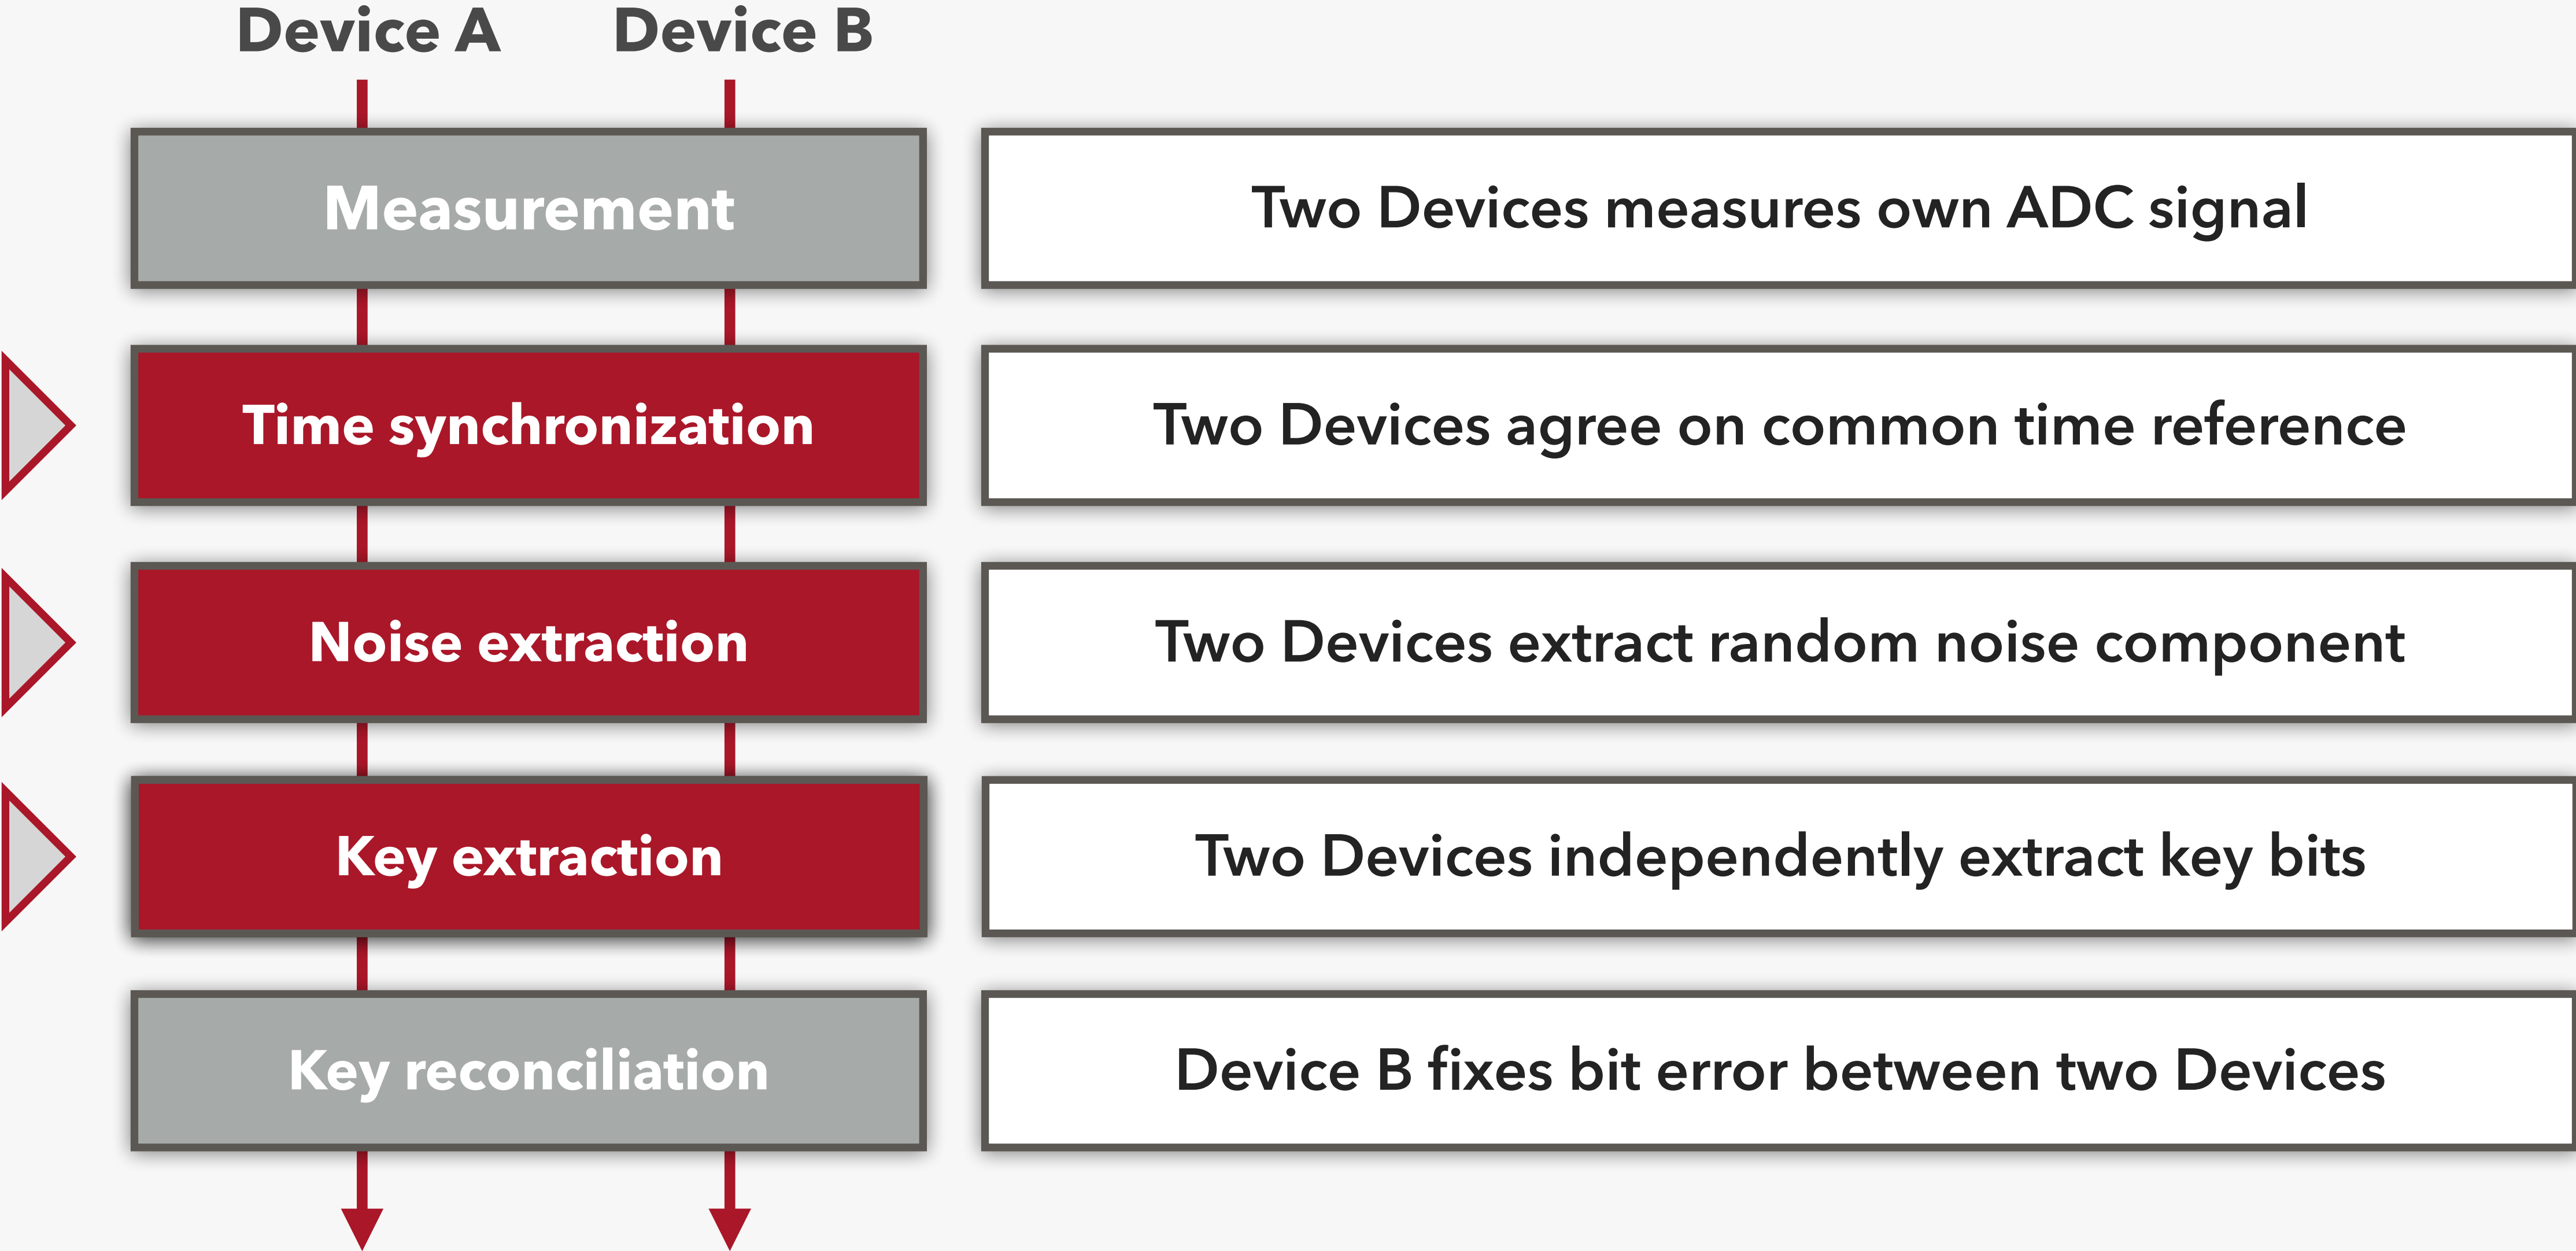 Device A Device B
Measurement
Two Devices measures own ADC signal
Time synchronization
Two Devices agree on common time reference
Noise extraction
Two Devices extract random noise component
Key extraction
Two Devices independently extract key bits
Key reconciliation
Device B fixes bit error between two Devices